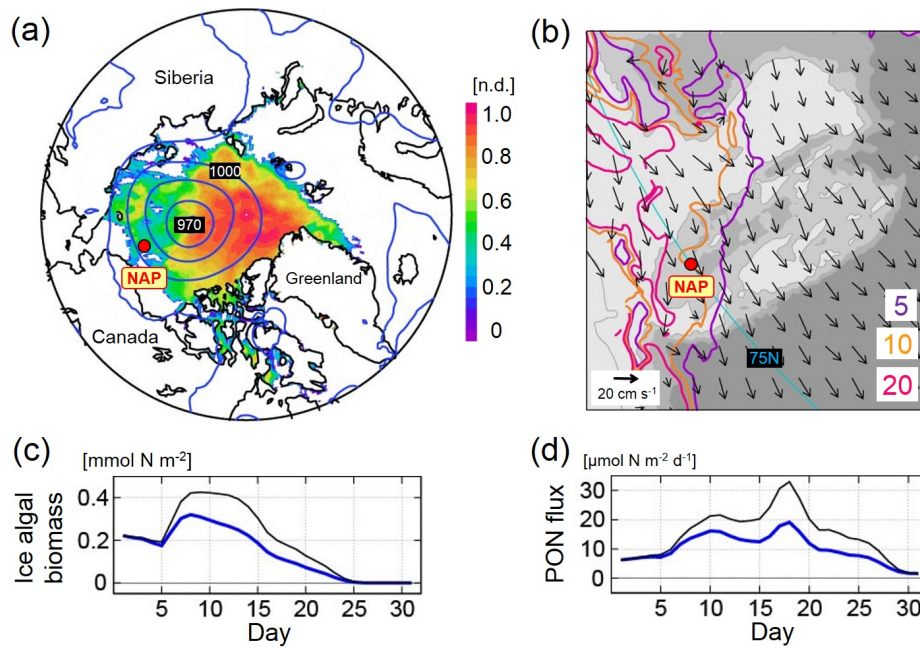 (a)
Siberia
1000
970
NAP
Greenland
Canada
[n.d.]
1.0
0.8
0.6
0.4
0.2
0
(b)
NAP
75N
5
10
20
20 cm s⁻¹
(c)
[mmol N m⁻²]
Ice algal
biomass
0.4
0.2
0
5 10 15 20 25 30
Day
(d)
[µmol N m⁻² d⁻¹]
PON flux
30
20
10
0
5 10 15 20 25 30
Day